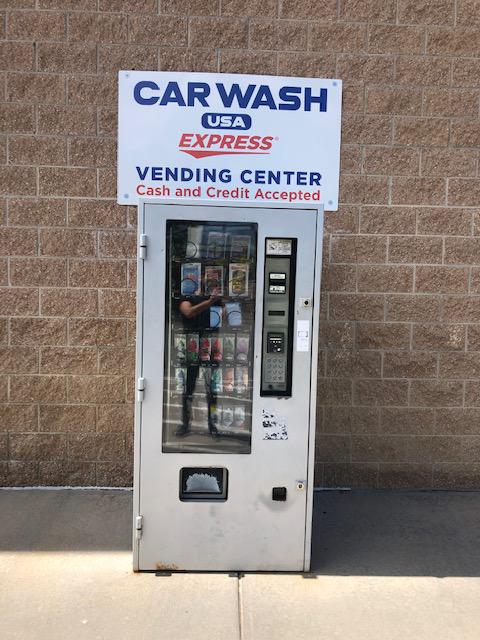 CAR WASH
USA
EXPRESS®
VENDING CENTER
Cash and Credit Accepted